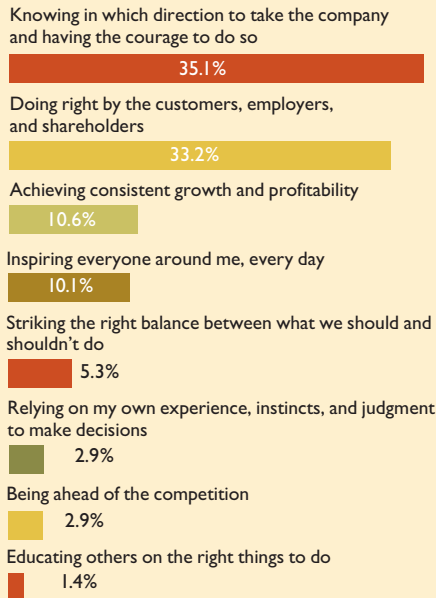 Knowing in which direction to take the company
and having the courage to do so
35.1%
Doing right by the customers, employers,
and shareholders
33.2%
Achieving consistent growth and profitability
10.6%
Inspiring everyone around me, every day
10.1%
Striking the right balance between what we should and
shouldn’t do
5.3%
Relying on my own experience, instincts, and judgment
to make decisions
2.9%
Being ahead of the competition
2.9%
Educating others on the right things to do
1.4%